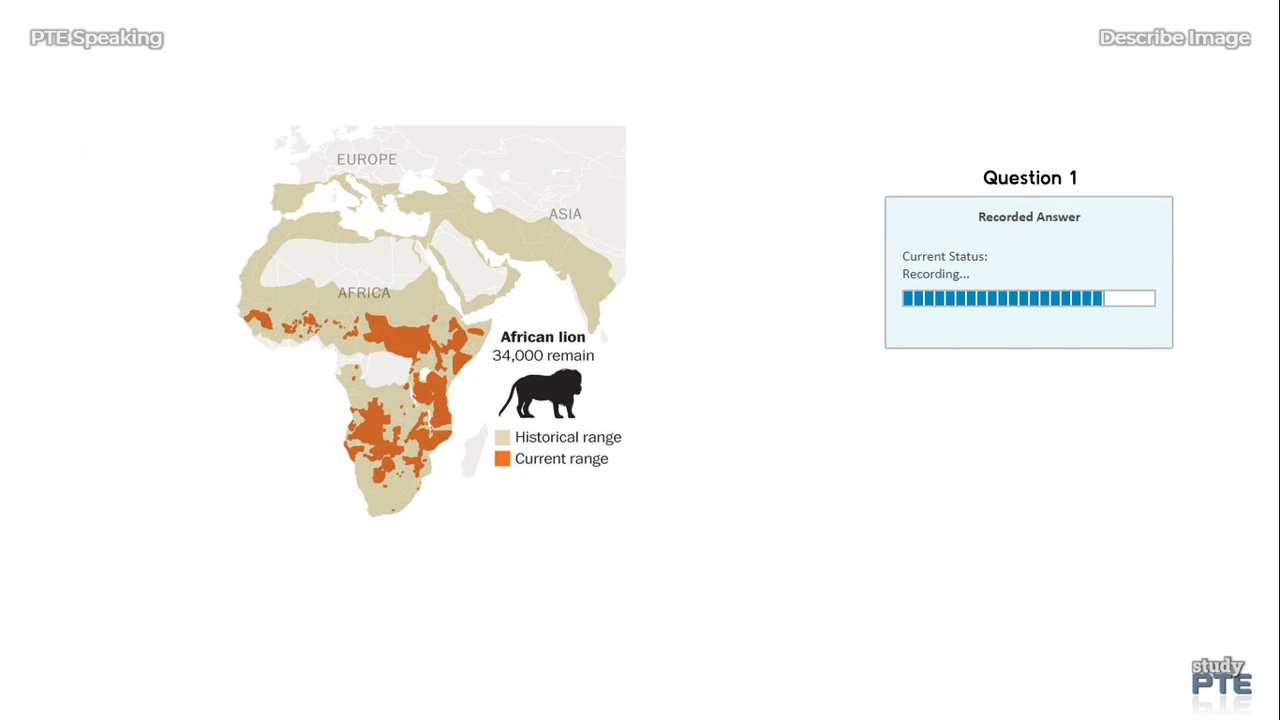 PTE Speaking
Describe Image
EUROPE
ASIA
AFRICA
African lion
34,000 remain
Historical range
Current range
Question 1
Recorded Answer
Current Status:
Recording...
study
PTE